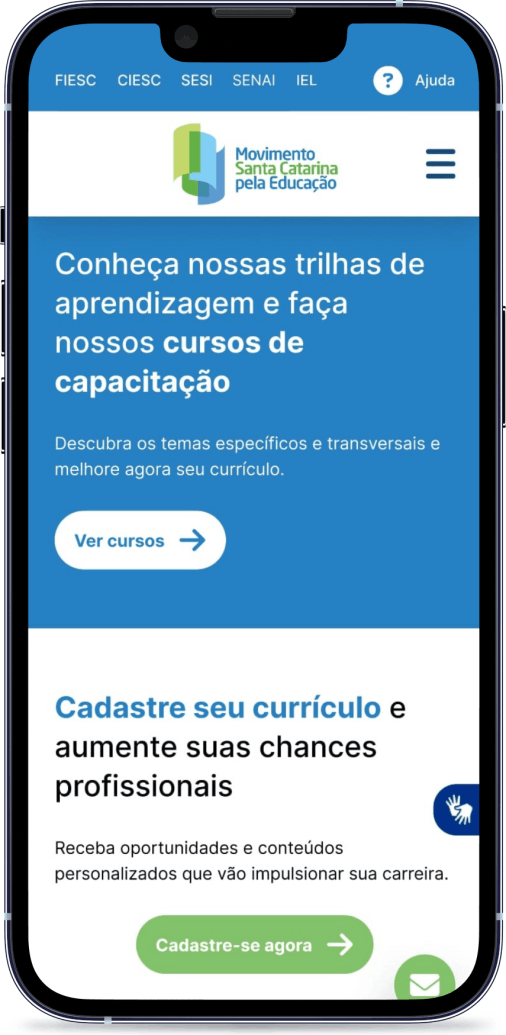 FIESC CIESC SESI SENAI IEL ? Ajuda
Movimento
Santa Catarina
pela Educação
Conheça nossas trilhas de
aprendizagem e faça
nossos cursos de
capacitação
Descubra os temas específicos e transversais e
melhore agora seu currículo.
Ver cursos
Cadastre seu currículo e
aumente suas chances
profissionais
Receba oportunidades e conteúdos
personalizados que vão impulsionar sua carreira.
Cadastre-se agora